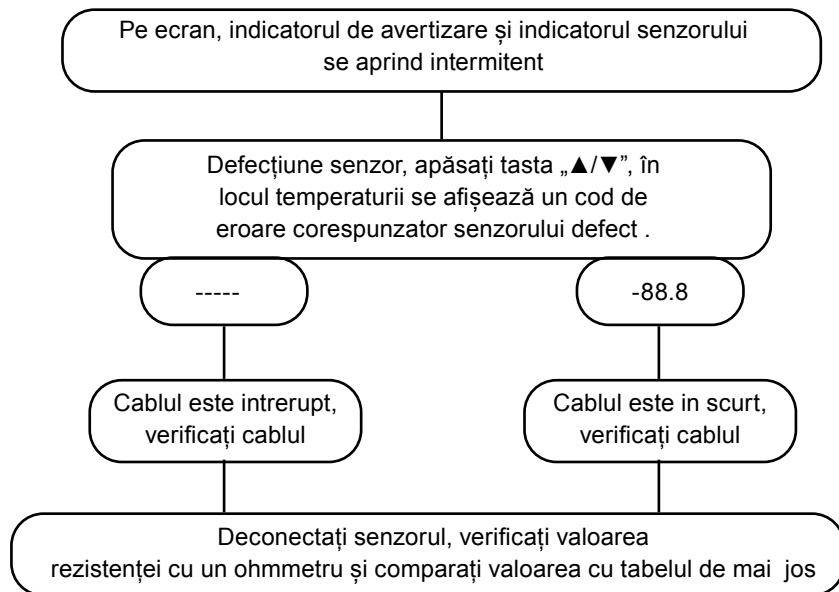 Pe ecran, indicatorul de avertizare și indicatorul senzorului
se aprind intermitent
Defecțiune senzor, apăsați tasta „▲/▼”, în
locul temperaturii se afișează un cod de
eroare corespunzator senzorului defect .
-----
-88.8
Cablul este intrerupt,
verificați cablul
Cablul este in scurt,
verificați cablul
Deconectați senzorul, verificați valoarea
rezistenței cu un ohmmetru și comparați valoarea cu tabelul de mai  jos